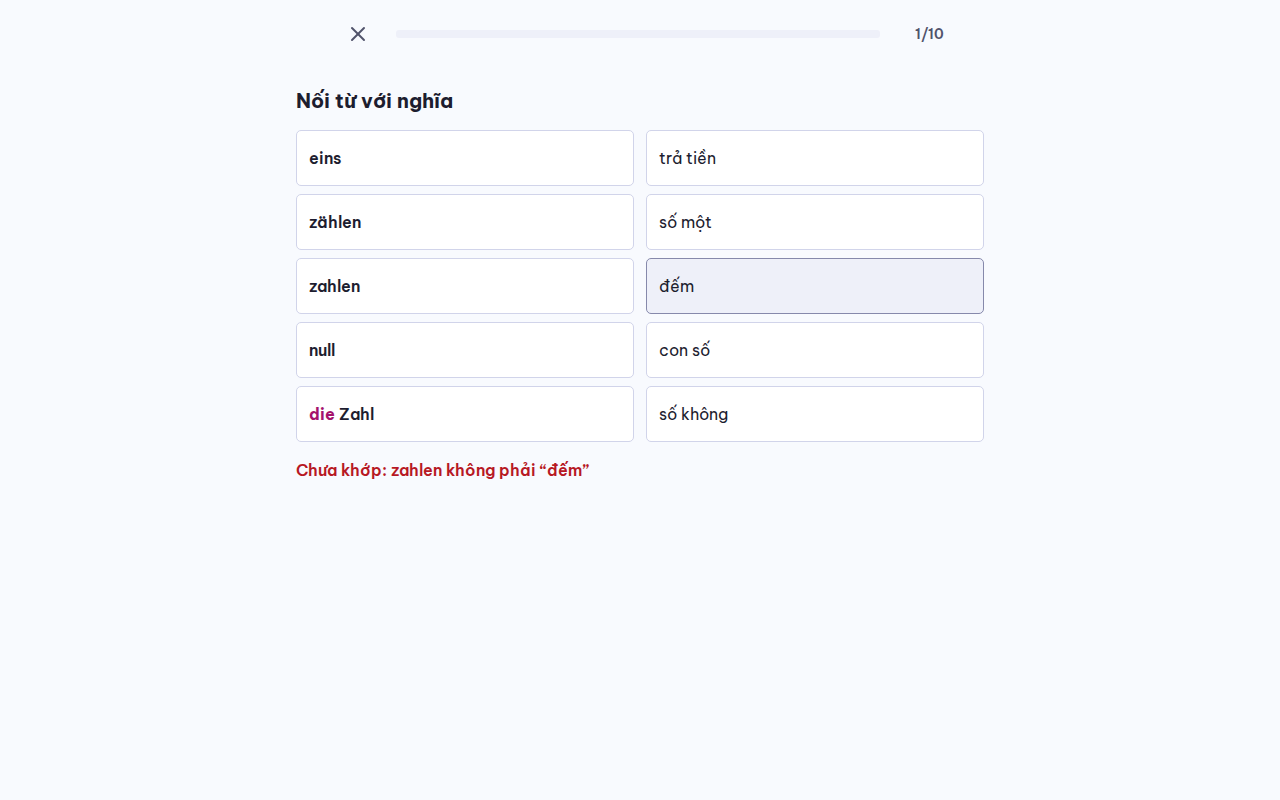 1/10
Nối từ với nghĩa
eins
trả tiền
zählen
số một
zahlen
đếm
null
con số
die Zahl
số không
Chưa khớp: zahlen không phải “đếm”